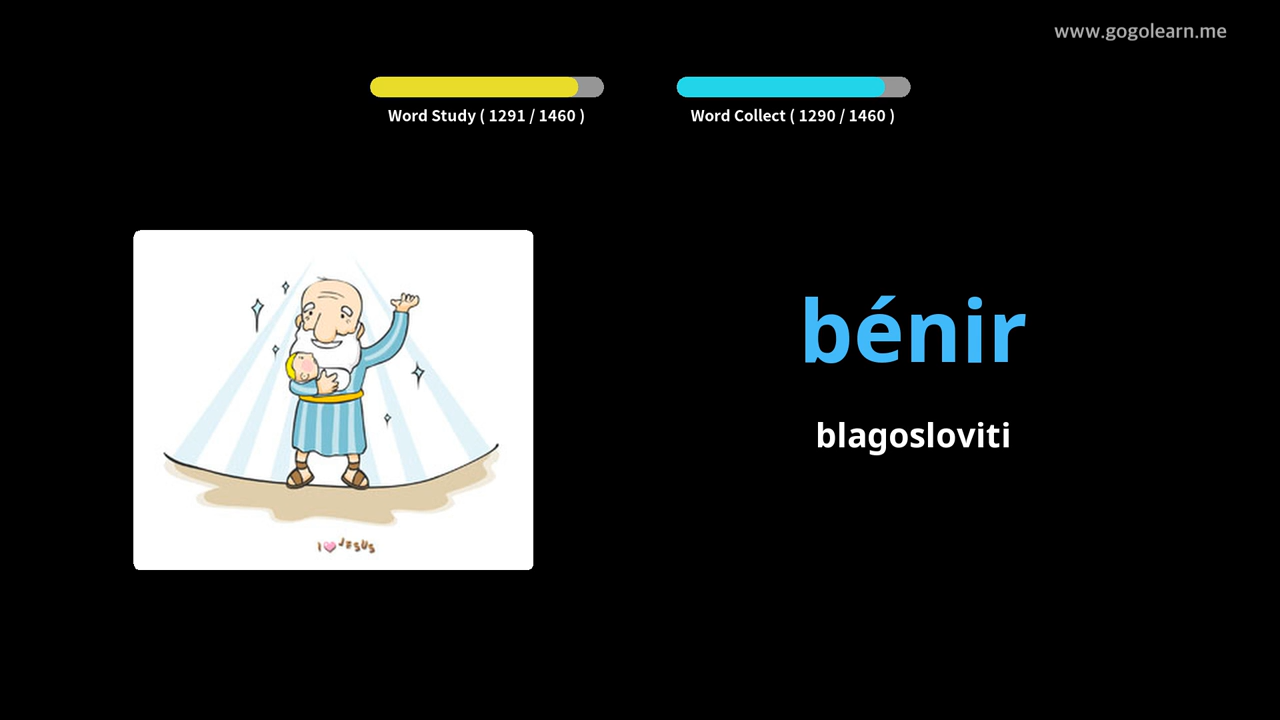 www.gogolearn.me
Word Study ( 1291 / 1460 )
Word Collect ( 1290 / 1460 )
bénir
blagosloviti
I JESUS